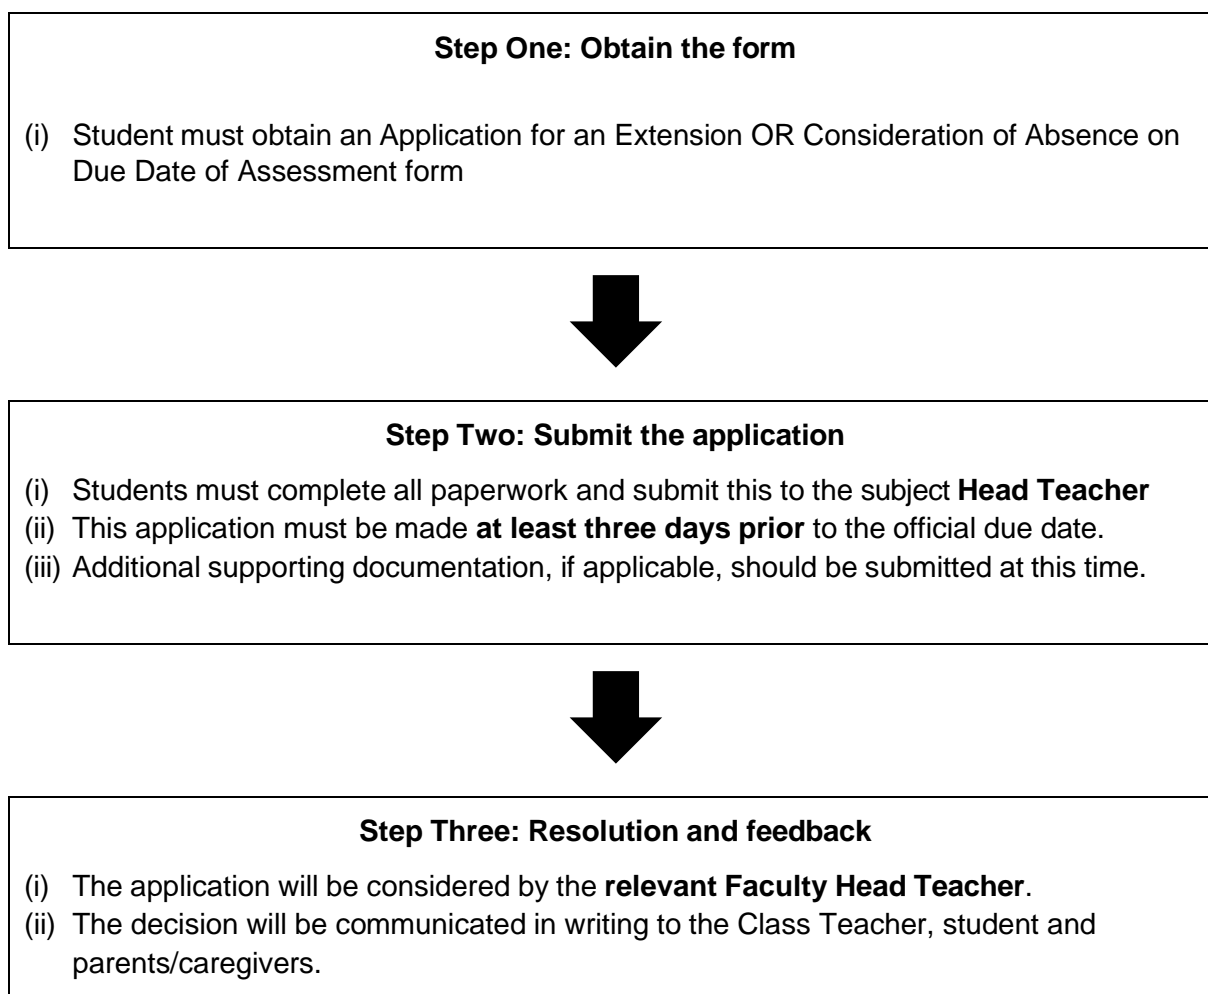 Step One: Obtain the form
(i) Student must obtain an Application for an Extension OR Consideration of Absence on
Due Date of Assessment form
Step Two: Submit the application
(i) Students must complete all paperwork and submit this to the subject Head Teacher
(ii) This application must be made at least three days prior to the official due date.
(iii) Additional supporting documentation, if applicable, should be submitted at this time.
Step Three: Resolution and feedback
(i) The application will be considered by the relevant Faculty Head Teacher.
(ii) The decision will be communicated in writing to the Class Teacher, student and
parents/caregivers.